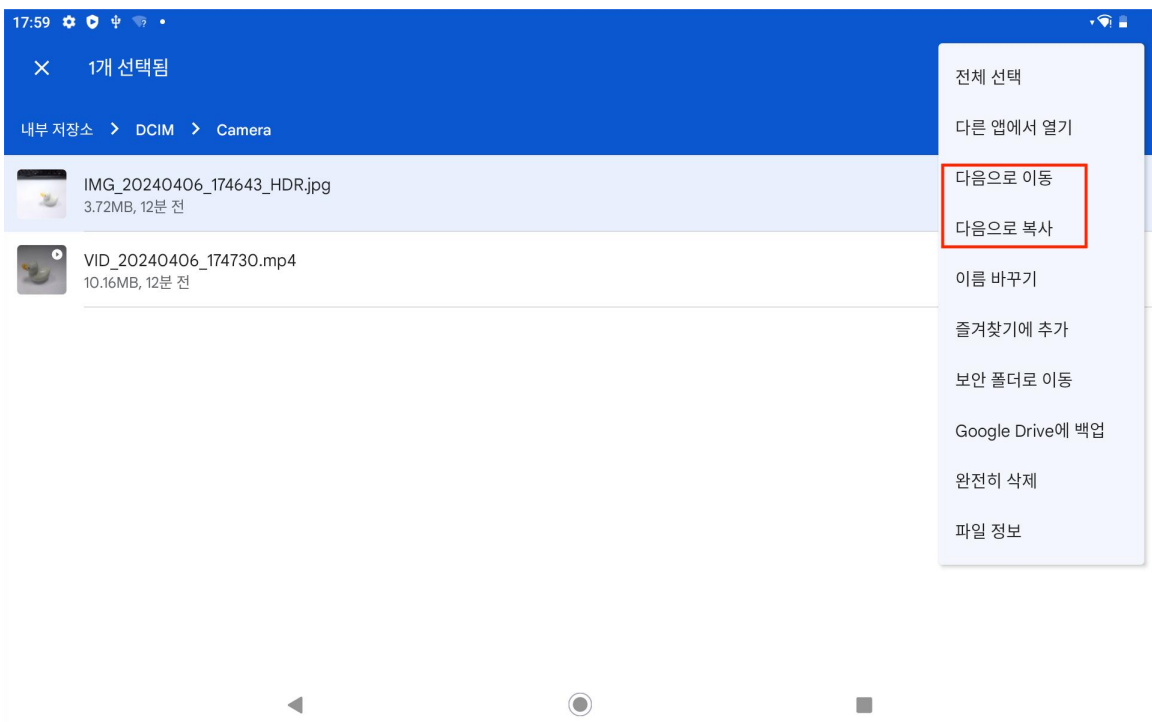 17:59
1개 선택됨
내부 저장소 > DCIM > Camera
IMG_20240406_174643_HDR.jpg
3.72MB, 12분 전
VID_20240406_174730.mp4
10.16MB, 12분 전
전체 선택
다른 앱에서 열기
다음으로 이동
다음으로 복사
이름 바꾸기
즐겨찾기에 추가
보안 폴더로 이동
Google Drive에 백업
완전히 삭제
파일 정보